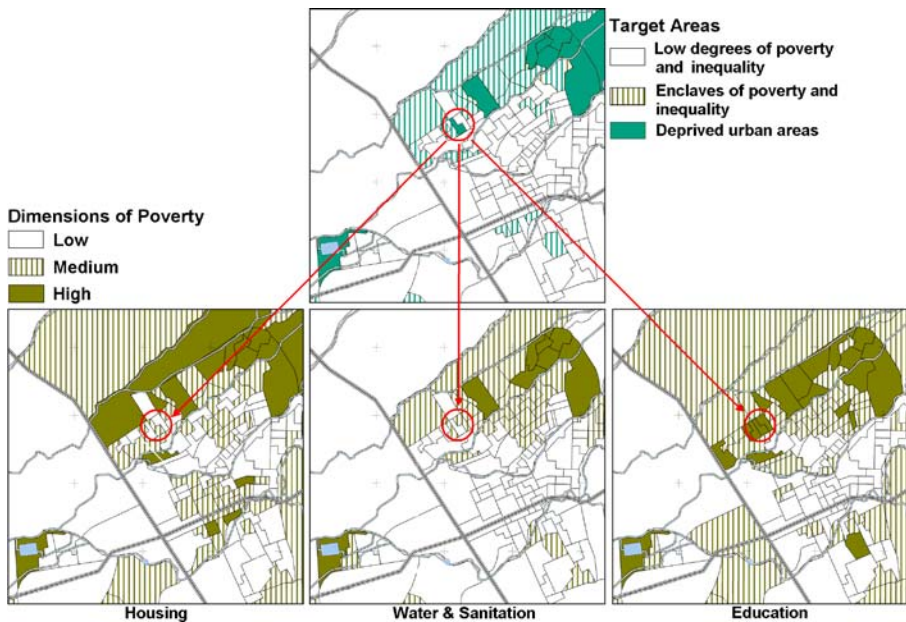 Target Areas
Low degrees of poverty
and inequality
Enclaves of poverty and
inequality
Deprived urban areas
Dimensions of Poverty
Low
Medium
High
Housing
Water & Sanitation
Education